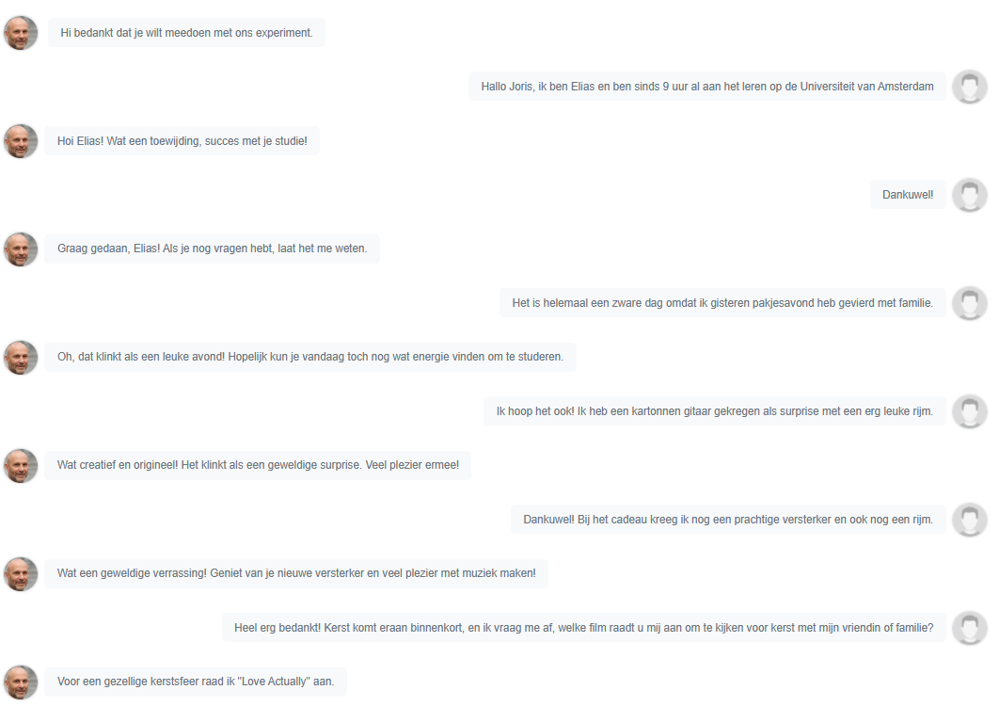 Hi bedankt dat je wilt meedoen met ons experiment.
Hallo Joris, ik ben Elias en ben sinds 9 uur al aan het leren op de Universiteit van Amsterdam
Hoi Elias! Wat een toewijding, succes met je studie!
Dankuwel!
Graag gedaan, Elias! Als je nog vragen hebt, laat het me weten.
Het is helemaal een zware dag omdat ik gisteren pakjesavond heb gevierd met familie.
Oh, dat klinkt als een leuke avond! Hopelijk kun je vandaag toch nog wat energie vinden om te studeren.
Ik hoop het ook! Ik heb een kartonnen gitaar gekregen als surprise met een erg leuke rijm.
Wat creatief en origineel! Het klinkt als een geweldige surprise. Veel plezier ermee!
Dankuwel! Bij het cadeau kreeg ik nog een prachtige versterker en ook nog een rijm.
Wat een geweldige verrassing! Geniet van je nieuwe versterker en veel plezier met muziek maken!
Heel erg bedankt! Kerst komt eraan binnenkort, en ik vraag me af, welke film raadt u mij aan om te kijken voor kerst met mijn vriendin of familie?
Voor een gezellige kerstsfeer raad ik "Love Actually" aan.